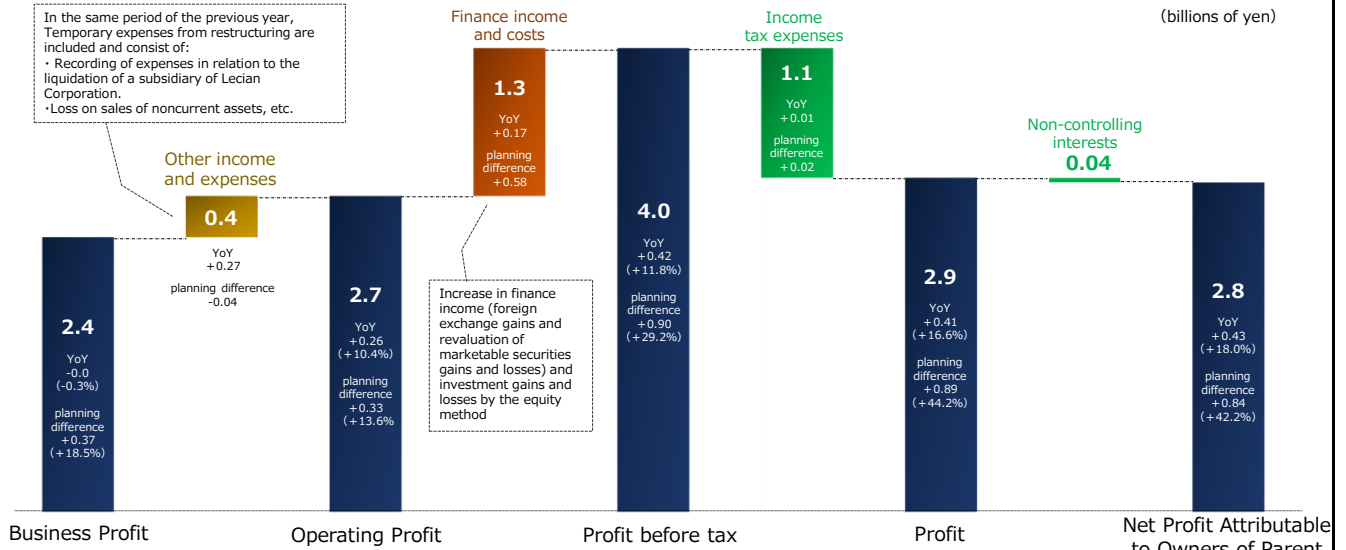 In the same period of the previous year,
Temporary expenses from restructuring are
included and consist of:
・Recording of expenses in relation to the
liquidation of a subsidiary of Lecian
Corporation.
・Loss on sales of noncurrent assets, etc.
Finance income
and costs
Income
tax expenses
（billions of yen）
1.3
YoY
+0.17
planning
difference
+0.58
1.1
YoY
+0.01
planning
difference
+0.02
Other income
and expenses
0.4
YoY
+0.27
planning difference
-0.04
Non-controlling
interests
0.04
2.4
YoY
-0.0
(-0.3%)
planning
difference
+0.37
(+18.5%)
2.7
YoY
+0.26
(+10.4%)
planning
difference
+0.33
(+13.6%
Increase in finance
income (foreign
exchange gains and
revaluation of
marketable securities
gains and losses) and
investment gains and
losses by the equity
method
4.0
YoY
+0.42
(+11.8%)
planning
difference
+0.90
(+29.2%)
2.9
YoY
+0.41
(+16.6%)
planning
difference
+0.89
(+44.2%)
2.8
YoY
+0.43
(+18.0%)
planning
difference
+0.84
(+42.2%)
Business Profit
Operating Profit
Profit before tax
Profit
Net Profit Attributable
to Owners of Parent